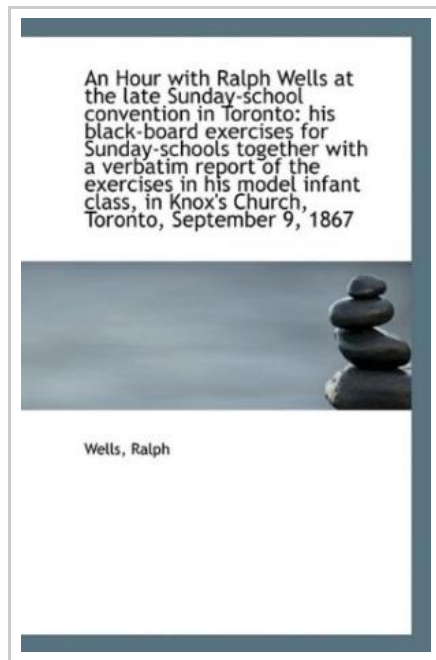 An Hour with Ralph Wells at
the late Sunday-school
convention in Toronto: his
black-board exercises for
Sunday-schools together with
a verbatim report of the
exercises in his model infant
class, in Knox's Church,
Toronto, September 9, 1867
Wells, Ralph